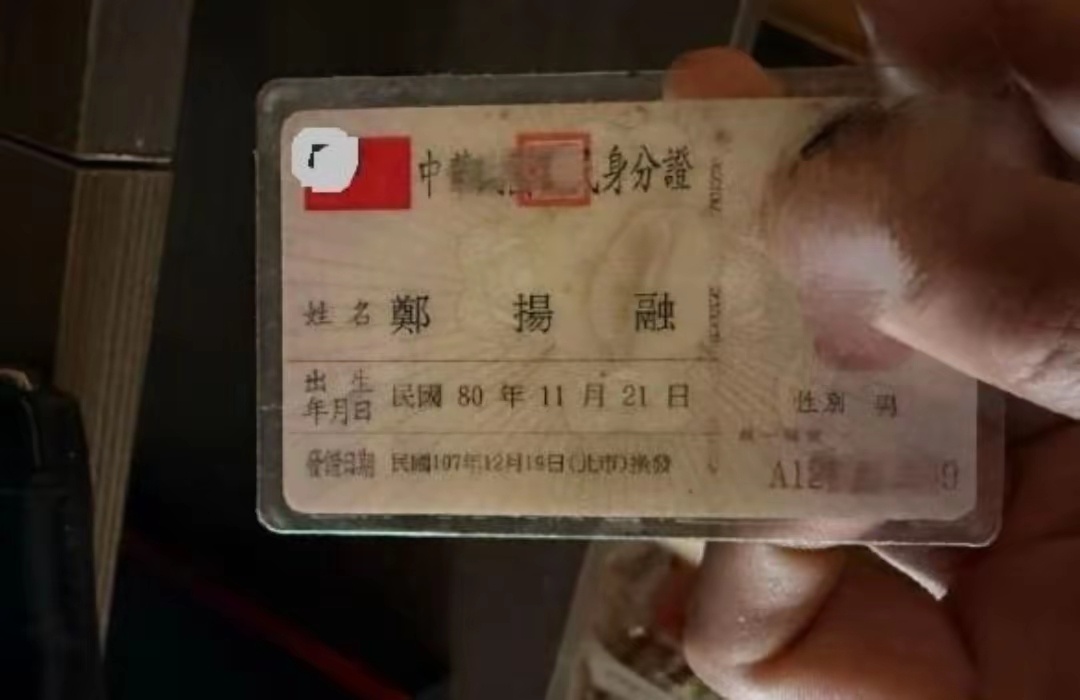 中華 身分證
姓名 鄭 揚 融
出生
年月日 民國 80 年 11 月 21 日
性別 男
發證日期 民國107年12月19日(北市)換發
A12